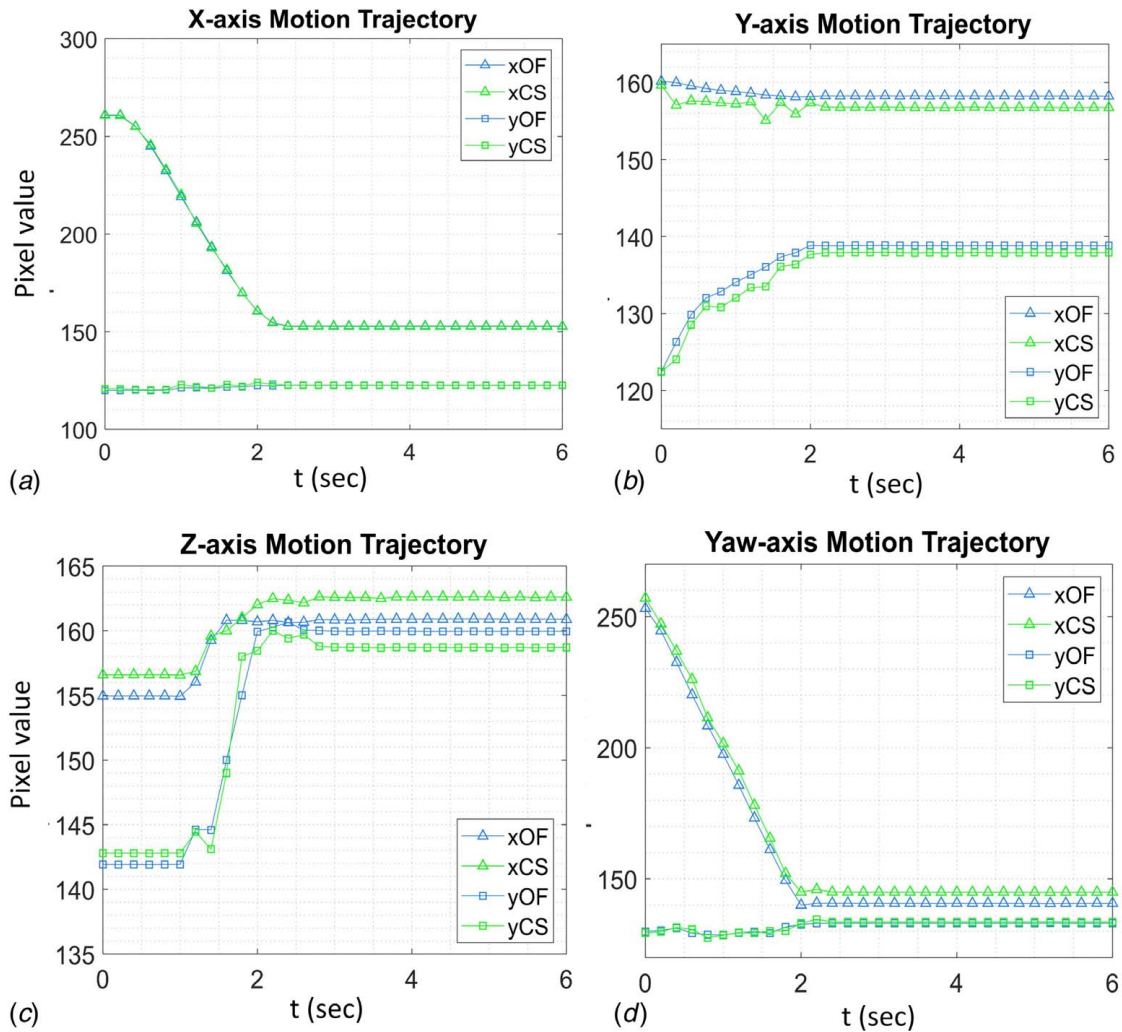 X-axis Motion Trajectory
300
250
200
150
100
Pixel value
0
2
4
6
t (sec)
xOF
xCS
yOF
yCS
(a)
Y-axis Motion Trajectory
160
150
140
130
120
0
2
4
6
t (sec)
xOF
xCS
yOF
yCS
(b)
Z-axis Motion Trajectory
165
160
155
150
145
140
135
Pixel value
0
2
4
6
t (sec)
xOF
xCS
yOF
yCS
(c)
Yaw-axis Motion Trajectory
250
200
150
0
2
4
6
t (sec)
xOF
xCS
yOF
yCS
(d)